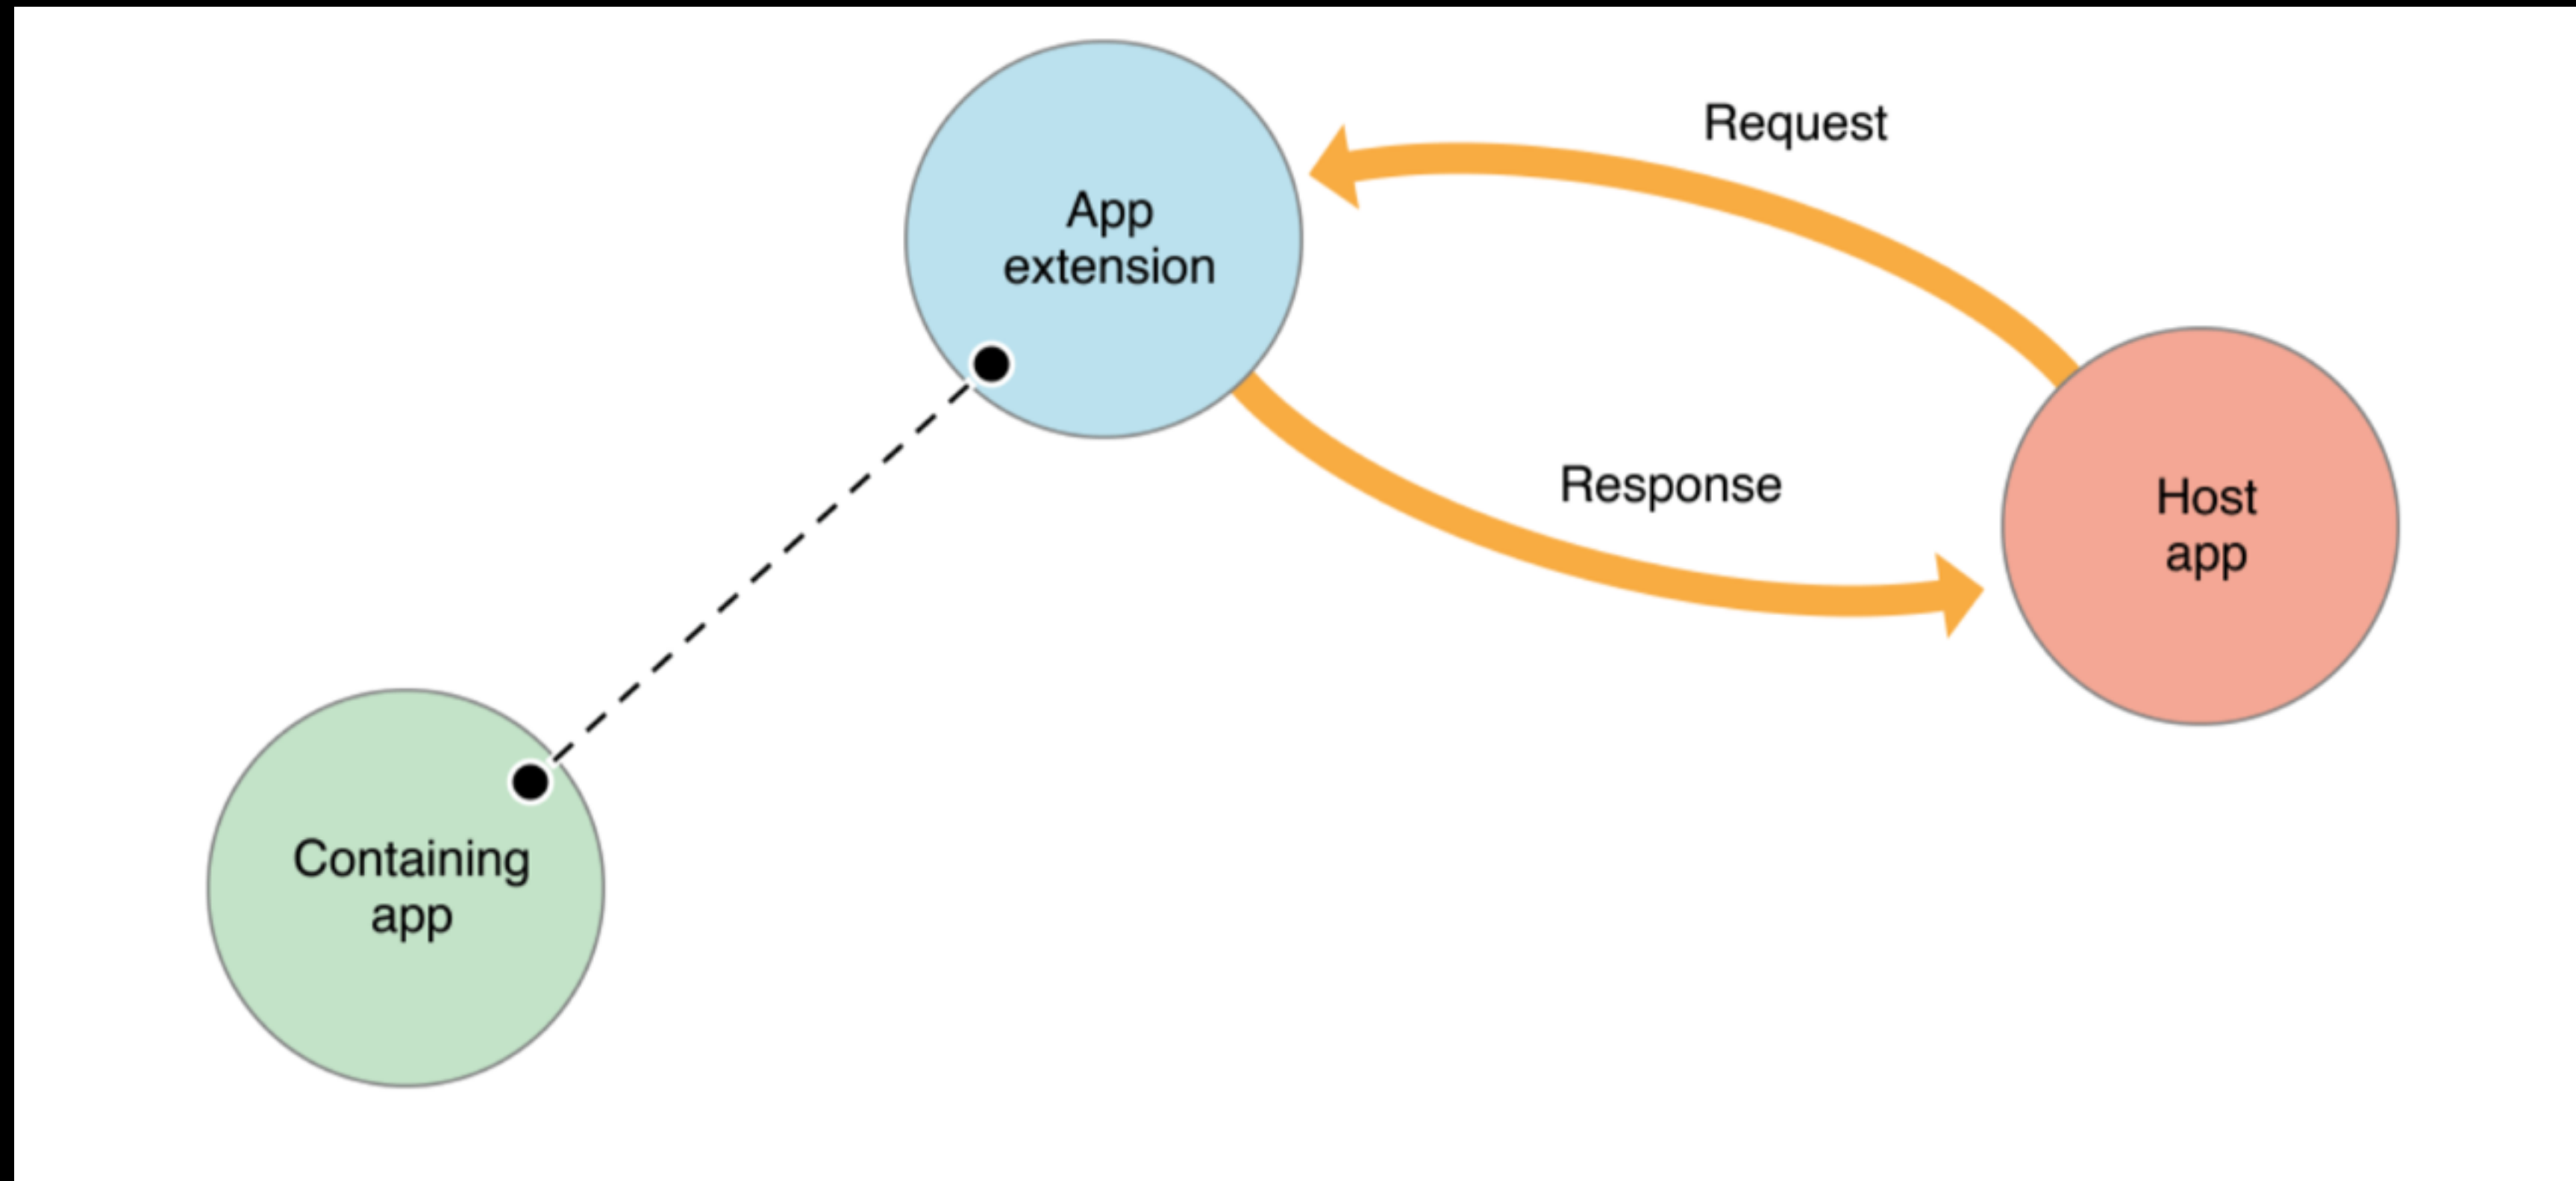 Request
App
extension
Response
Host
app
Containing
app